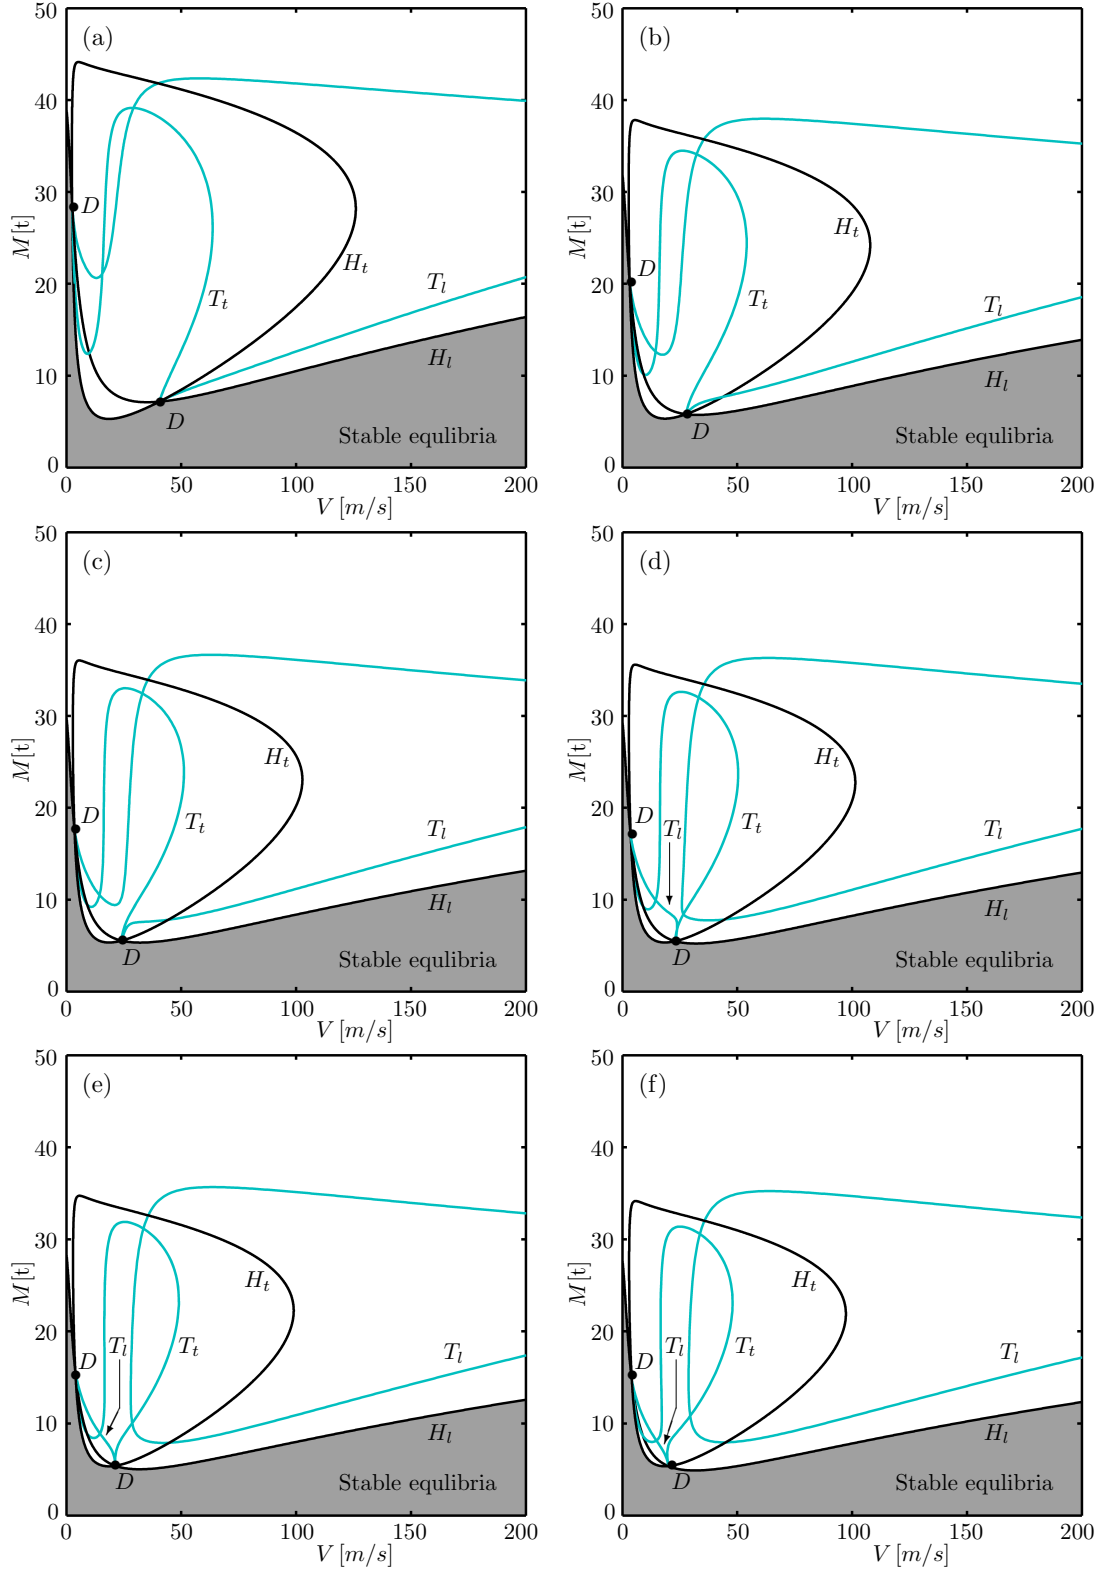 (a)
50
40
30
20
10
0
M[t]
D
H_t
T_t
T_l
H_l
D
Stable equlibria
0 50 100 150 200
V [m/s]
(b)
50
40
30
20
10
0
M[t]
D
H_t
T_t
T_l
H_l
D
Stable equlibria
0 50 100 150 200
V [m/s]
(c)
50
40
30
20
10
0
M[t]
H_t
D
T_t
T_l
H_l
D
Stable equlibria
0 50 100 150 200
V [m/s]
(d)
50
40
30
20
10
0
M[t]
H_t
D
T_l
T_t
T_l
H_l
D
Stable equlibria
0 50 100 150 200
V [m/s]
(e)
50
40
30
20
10
0
M[t]
H_t
D
T_l
T_t
T_l
H_l
D
Stable equlibria
0 50 100 150 200
V [m/s]
(f)
50
40
30
20
10
0
M[t]
H_t
D
T_l
T_t
T_l
H_l
D
Stable equlibria
0 50 100 150 200
V [m/s]